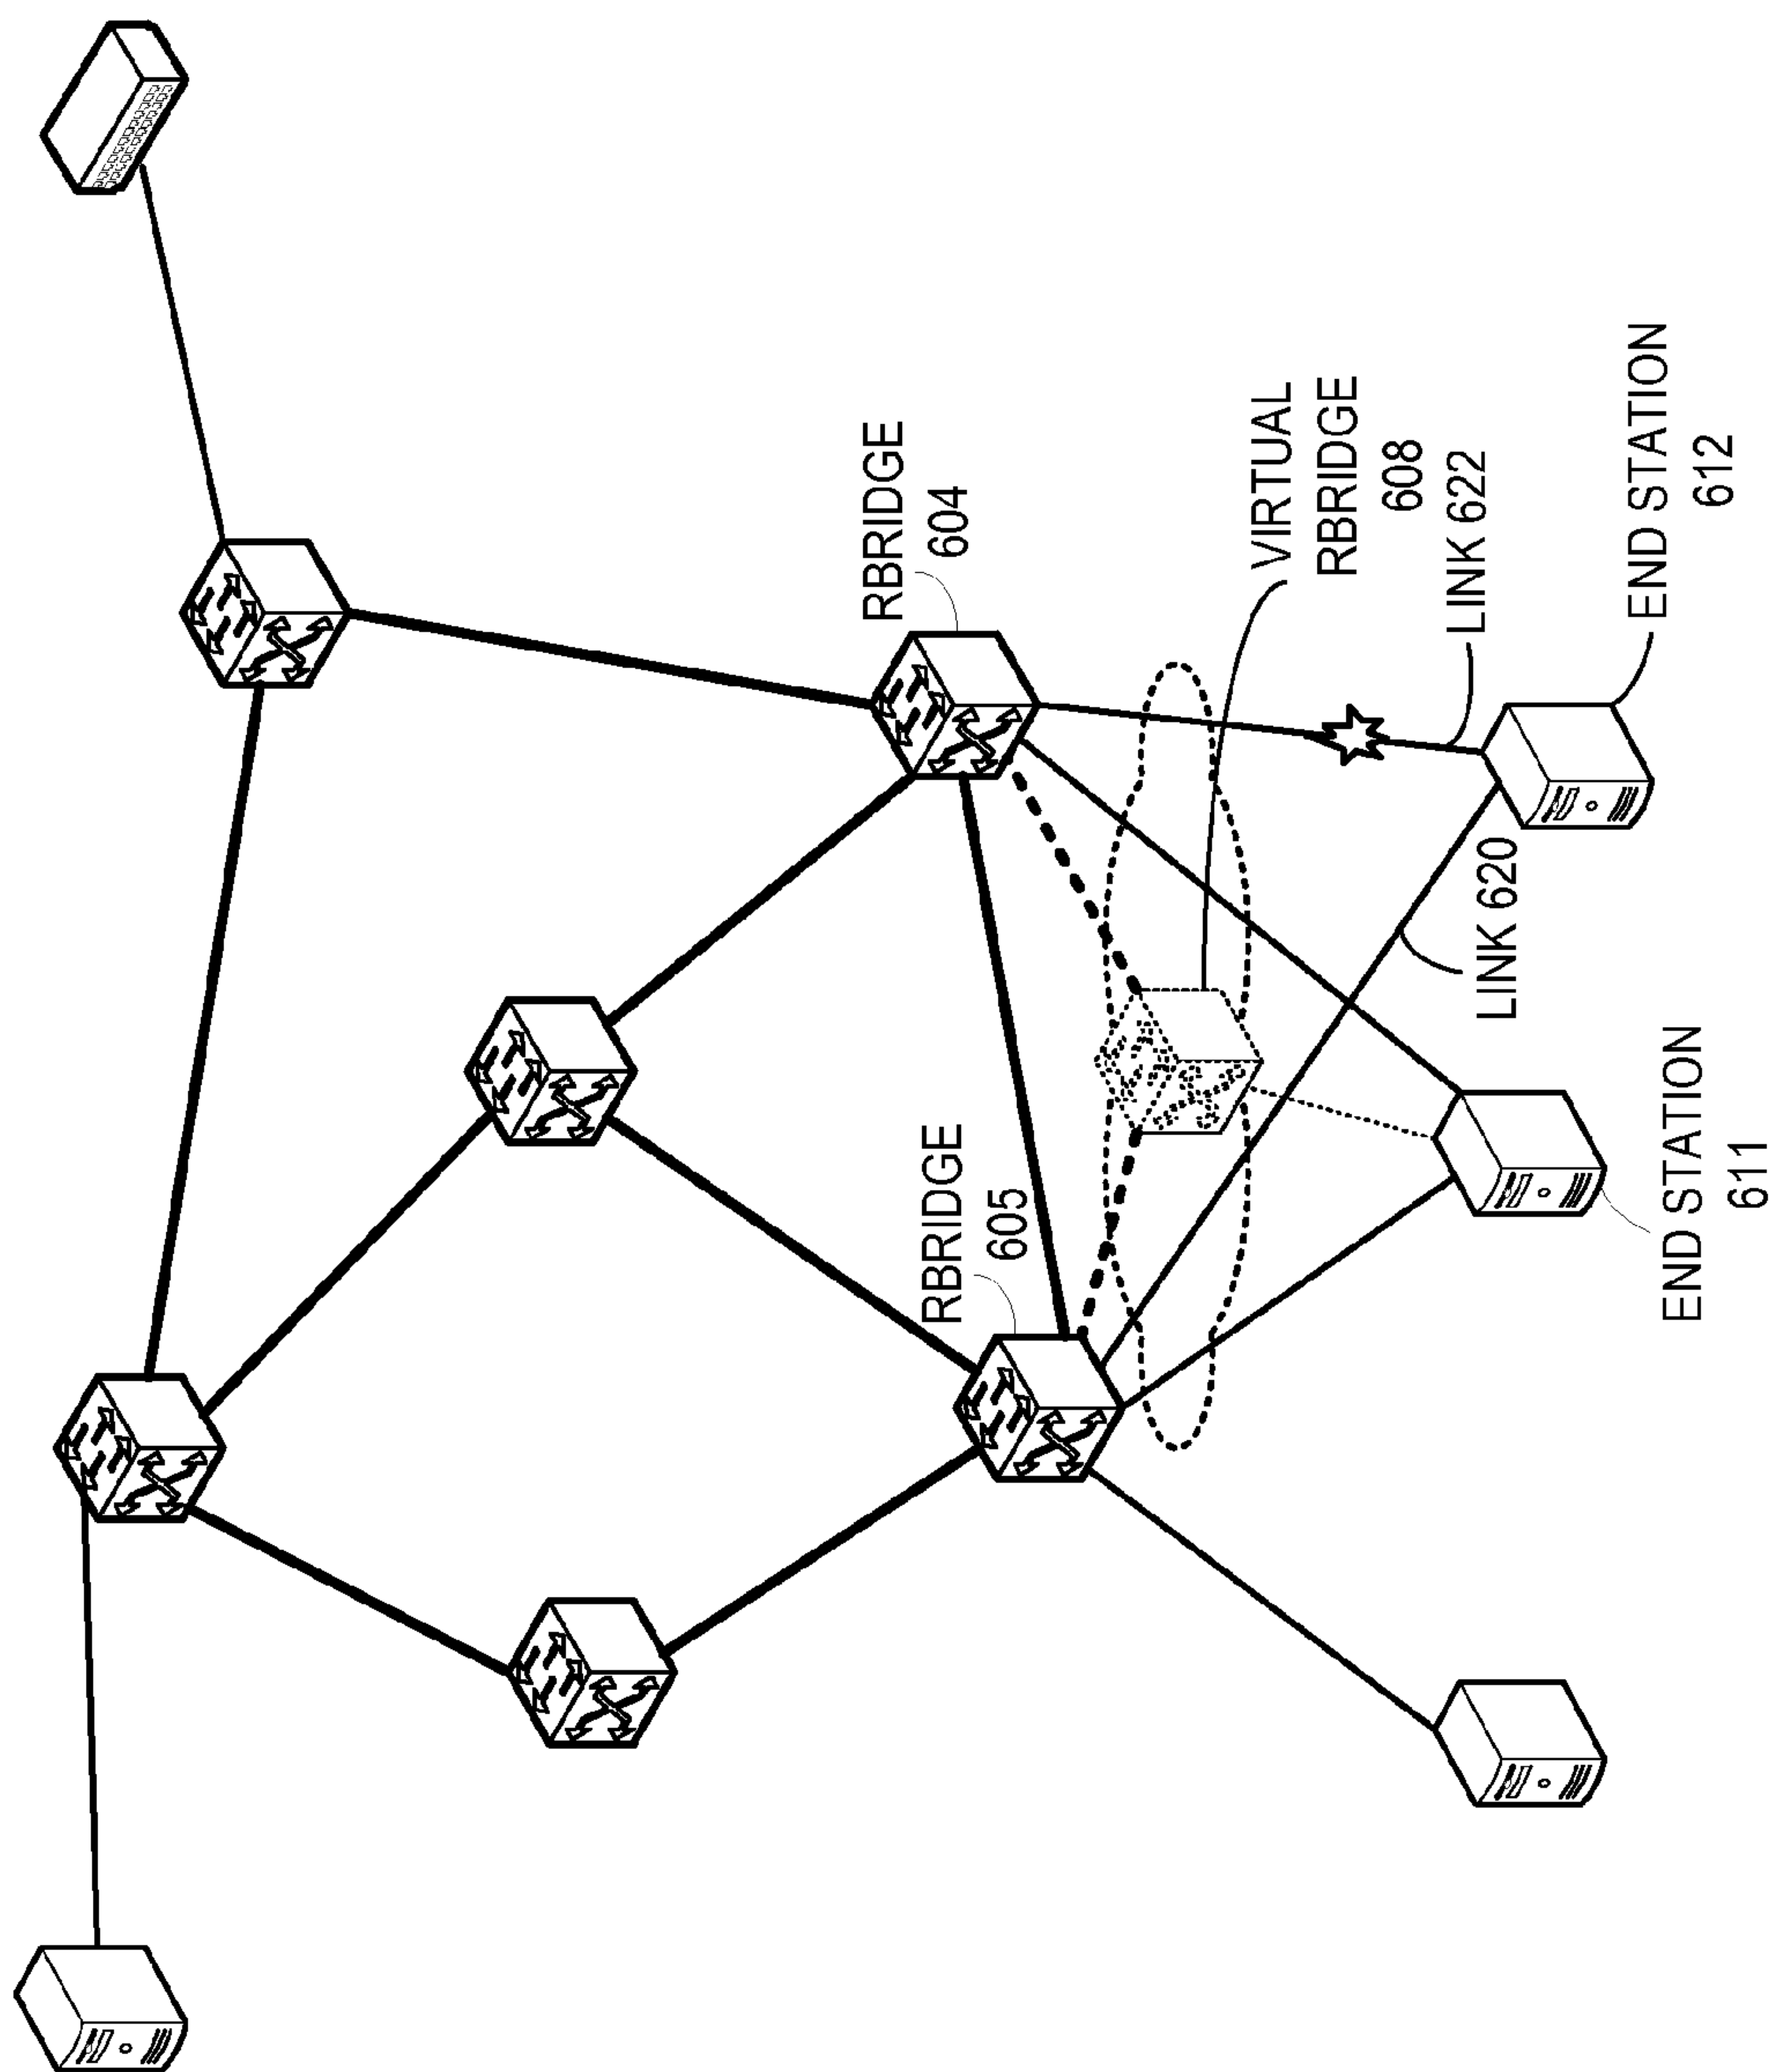 RBRIDGE
604
RBRIDGE
605
VIRTUAL
RBRIDGE
608
LINK 622
LINK 620
END STATION
612
END STATION
611